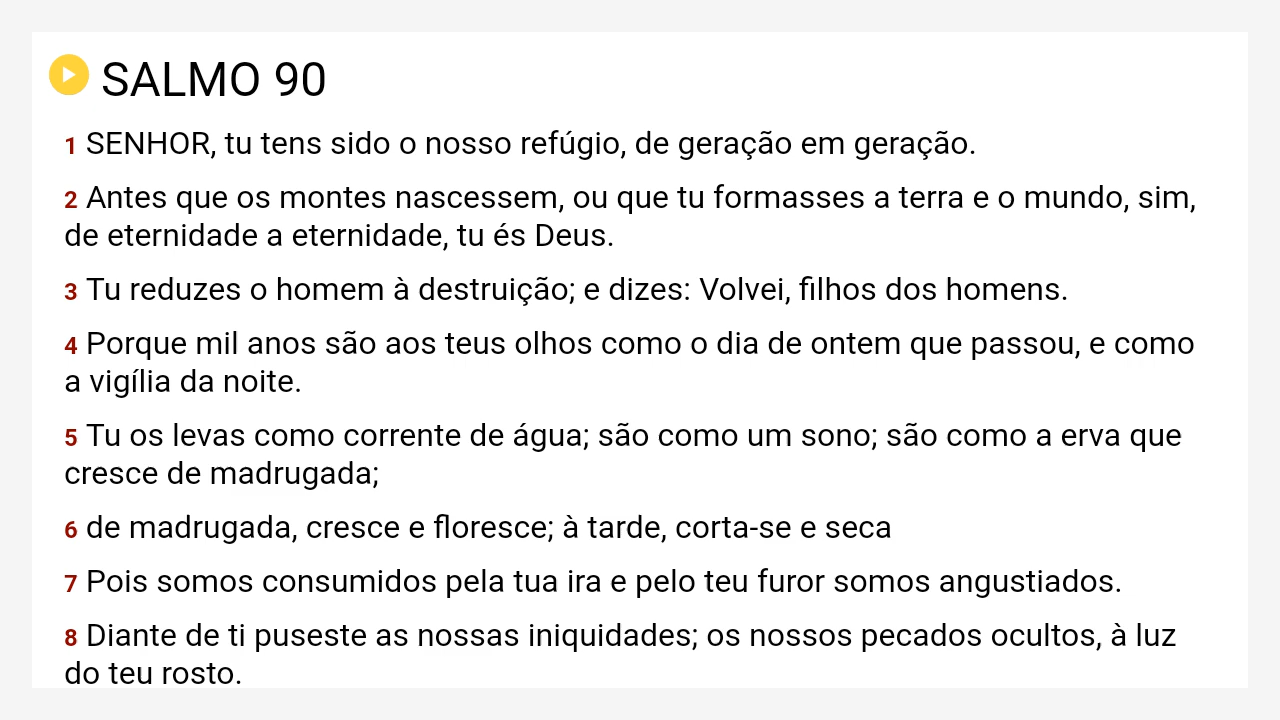 SALMO 90
1 SENHOR, tu tens sido o nosso refúgio, de geração em geração.
2 Antes que os montes nascessem, ou que tu formasses a terra e o mundo, sim,
de eternidade a eternidade, tu és Deus.
3 Tu reduzes o homem à destruição; e dizes: Volvei, filhos dos homens.
4 Porque mil anos são aos teus olhos como o dia de ontem que passou, e como
a vigília da noite.
5 Tu os levas como corrente de água; são como um sono; são como a erva que
cresce de madrugada;
6 de madrugada, cresce e floresce; à tarde, corta-se e seca
7 Pois somos consumidos pela tua ira e pelo teu furor somos angustiados.
8 Diante de ti puseste as nossas iniquidades; os nossos pecados ocultos, à luz
do teu rosto.